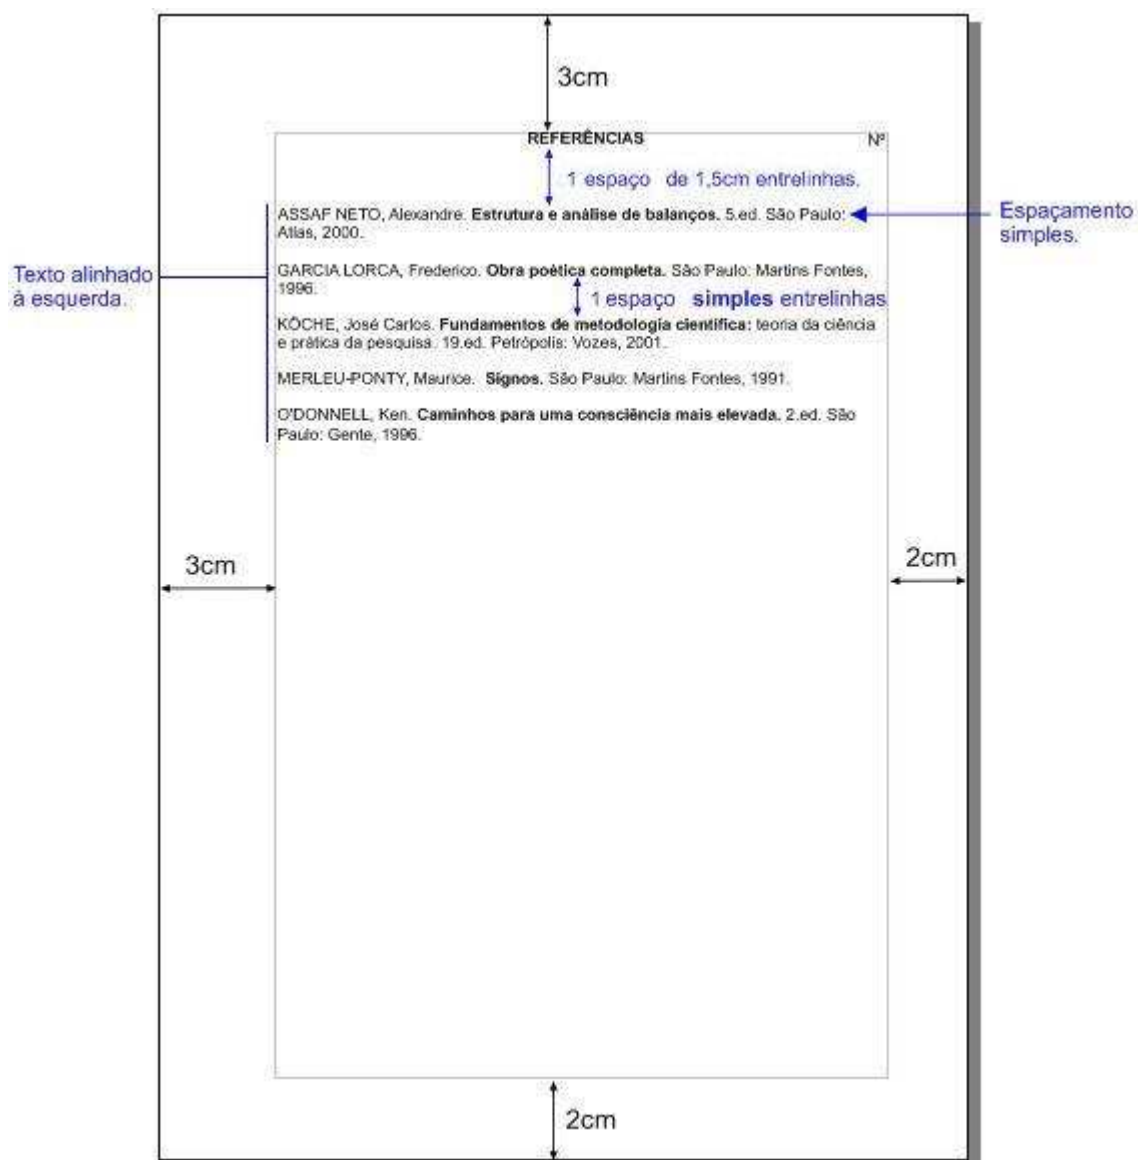 3cm
REFERÊNCIAS Nº
1 espaço de 1,5cm entrelinhas.
ASSAF NETO, Alexandre. Estrutura e análise de balanços. 5.ed. São Paulo:
Atlas, 2000.
Espaçamento
simples.
Texto alinhado
à esquerda.
GARCIA LORCA, Frederico. Obra poética completa. São Paulo: Martins Fontes,
1996.
1 espaço simples entrelinhas
KÖCHE, José Carlos. Fundamentos de metodologia científica: teoria da ciência
e prática da pesquisa. 19.ed. Petrópolis: Vozes, 2001.
MERLEU-PONTY, Maurice. Signos. São Paulo: Martins Fontes, 1991.
O'DONNELL, Ken. Caminhos para uma consciência mais elevada. 2.ed. São
Paulo: Gente, 1996.
3cm
2cm
2cm